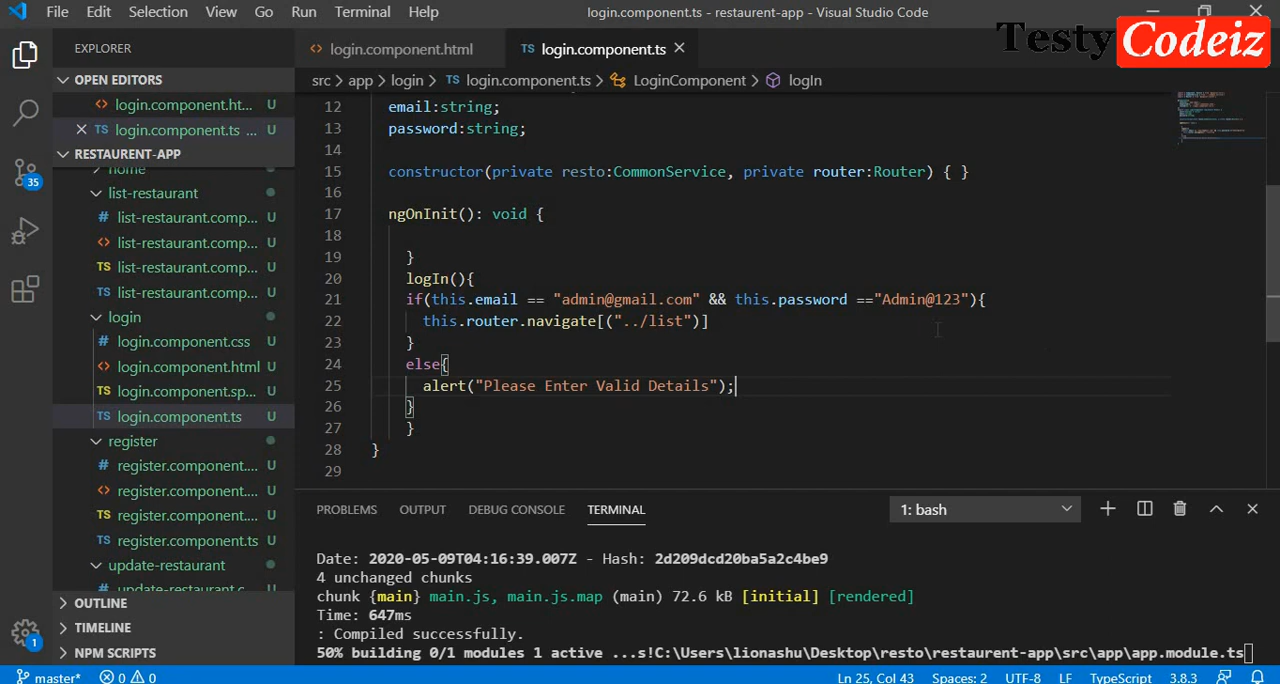 File Edit Selection View Go Run Terminal Help
login.component.ts - restaurent-app - Visual Studio Code
Testy Codeiz
EXPLORER
OPEN EDITORS
login.component.ht... U
login.component.ts ... U
RESTAURENT-APP
home
list-restaurant
list-restaurant.comp... U
list-restaurant.comp... U
list-restaurant.comp... U
list-restaurant.comp... U
login
login.component.css U
login.component.html U
login.component.sp... U
login.component.ts U
register
register.component.... U
register.component.... U
register.component.... U
register.component.ts U
update-restaurant
update-restaurant.c...
OUTLINE
TIMELINE
NPM SCRIPTS
35
1
login.component.html
TS login.component.ts
src > app > login > TS login.component.ts > LoginComponent > logIn
12 email:string;
13 password:string;
14
15 constructor(private resto:CommonService, private router:Router) { }
16
17 ngOnInit(): void {
18
19 }
20 logIn(){
21 if(this.email == "admin@gmail.com" && this.password =="Admin@123"){
22 this.router.navigate[("../list")]
23 }
24 else{
25 alert("Please Enter Valid Details");
26 }
27 }
28 }
29
PROBLEMS OUTPUT DEBUG CONSOLE TERMINAL
1: bash
Date: 2020-05-09T04:16:39.007Z - Hash: 2d209dcd20ba5a2c4be9
4 unchanged chunks
chunk {main} main.js, main.js.map (main) 72.6 kB [initial] [rendered]
Time: 647ms
: Compiled successfully.
50% building 0/1 modules 1 active ...s!C:\Users\lionashu\Desktop\resto\restaurent-app\src\app\app.module.ts
master* 0 0 Ln 25, Col 43 Spaces: 2 UTF-8 LF TypeScript 3.8.3